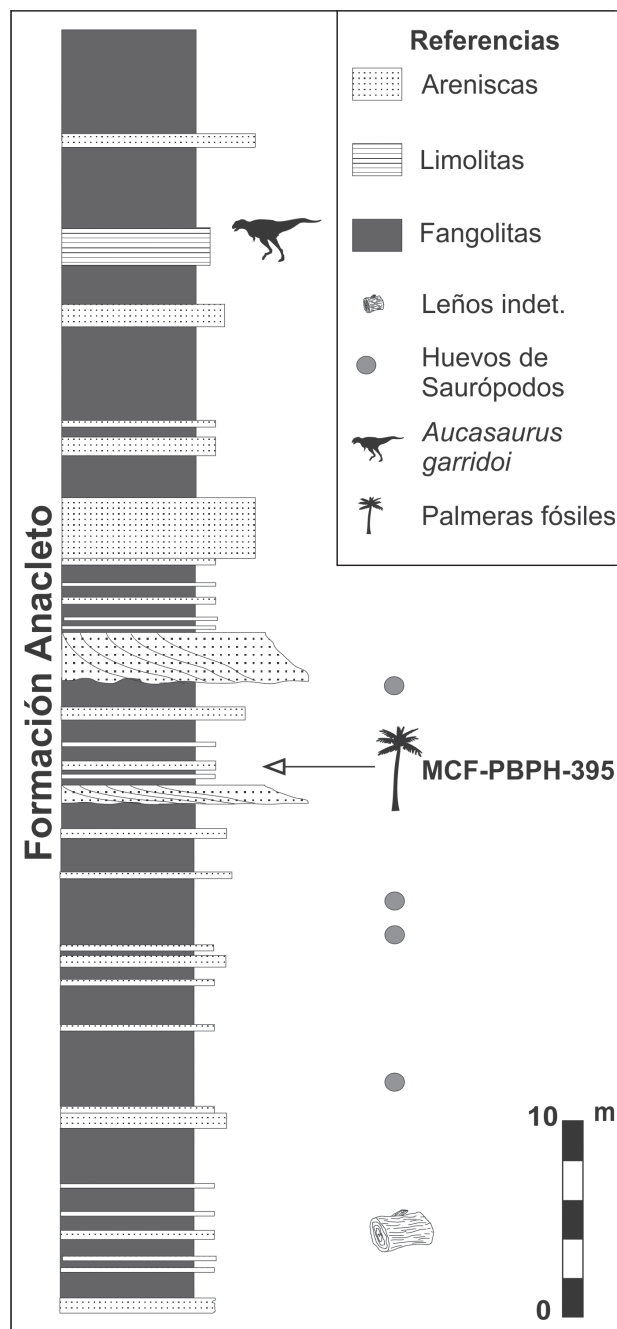 Referencias
Areniscas
Limolitas
Fangolitas
Leños indet.
Huevos de
Saurópodos
Aucasaurus
garridoi
Palmeras fósiles
Formación Anacleto
MCF-PBPH-395
10 m
0